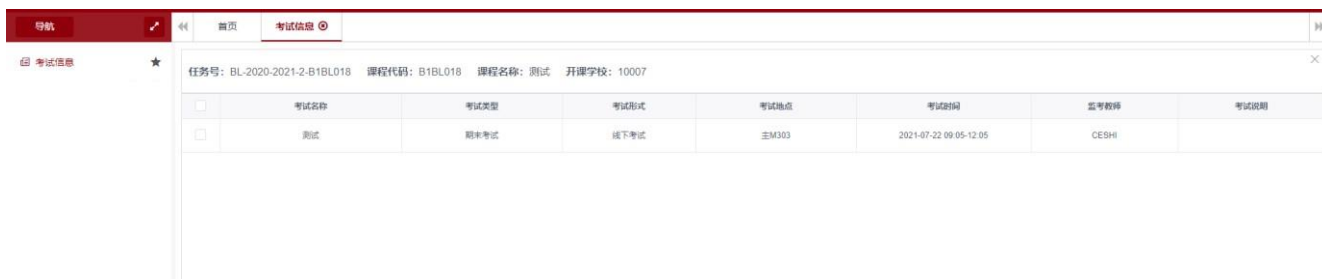 导航 首页 考试信息
考试信息
任务号：BL-2020-2021-2-B1BL018 课程代码：B1BL018 课程名称：测试 开课学校：10007
考试名称 考试类型 考试形式 考试地点 考试时间 监考教师 考试说明
测试 期末考试 线下考试 主M303 2021-07-22 09:05-12:05 CESHI